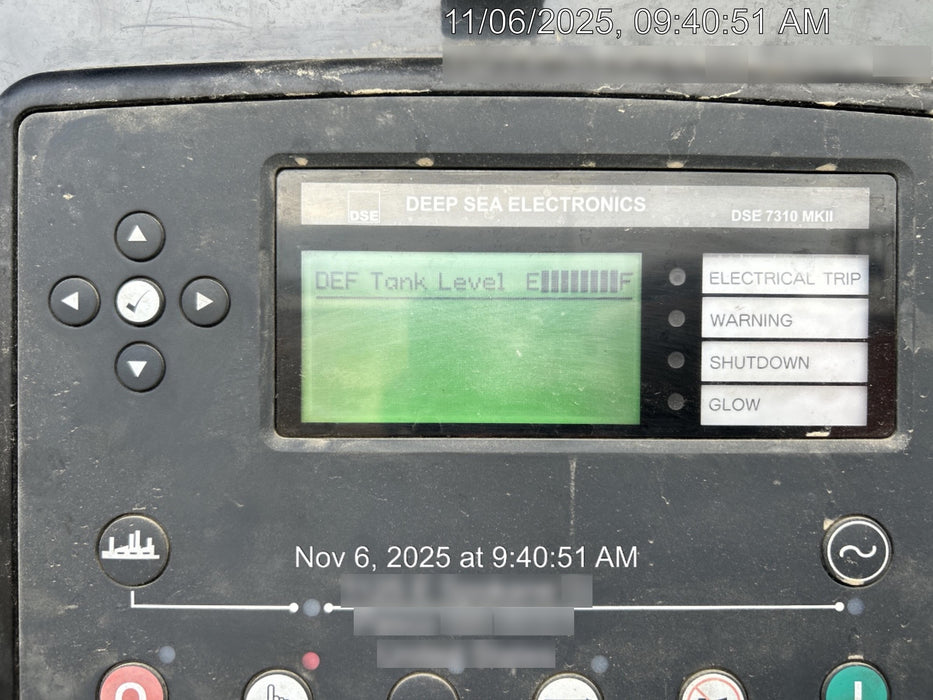 11/06/2025, 09:40:51 AM
DSE
DEEP SEA ELECTRONICS
DSE 7310 MKII
DEF Tank Level E F
ELECTRICAL TRIP
WARNING
SHUTDOWN
GLOW
Nov 6, 2025 at 9:40:51 AM